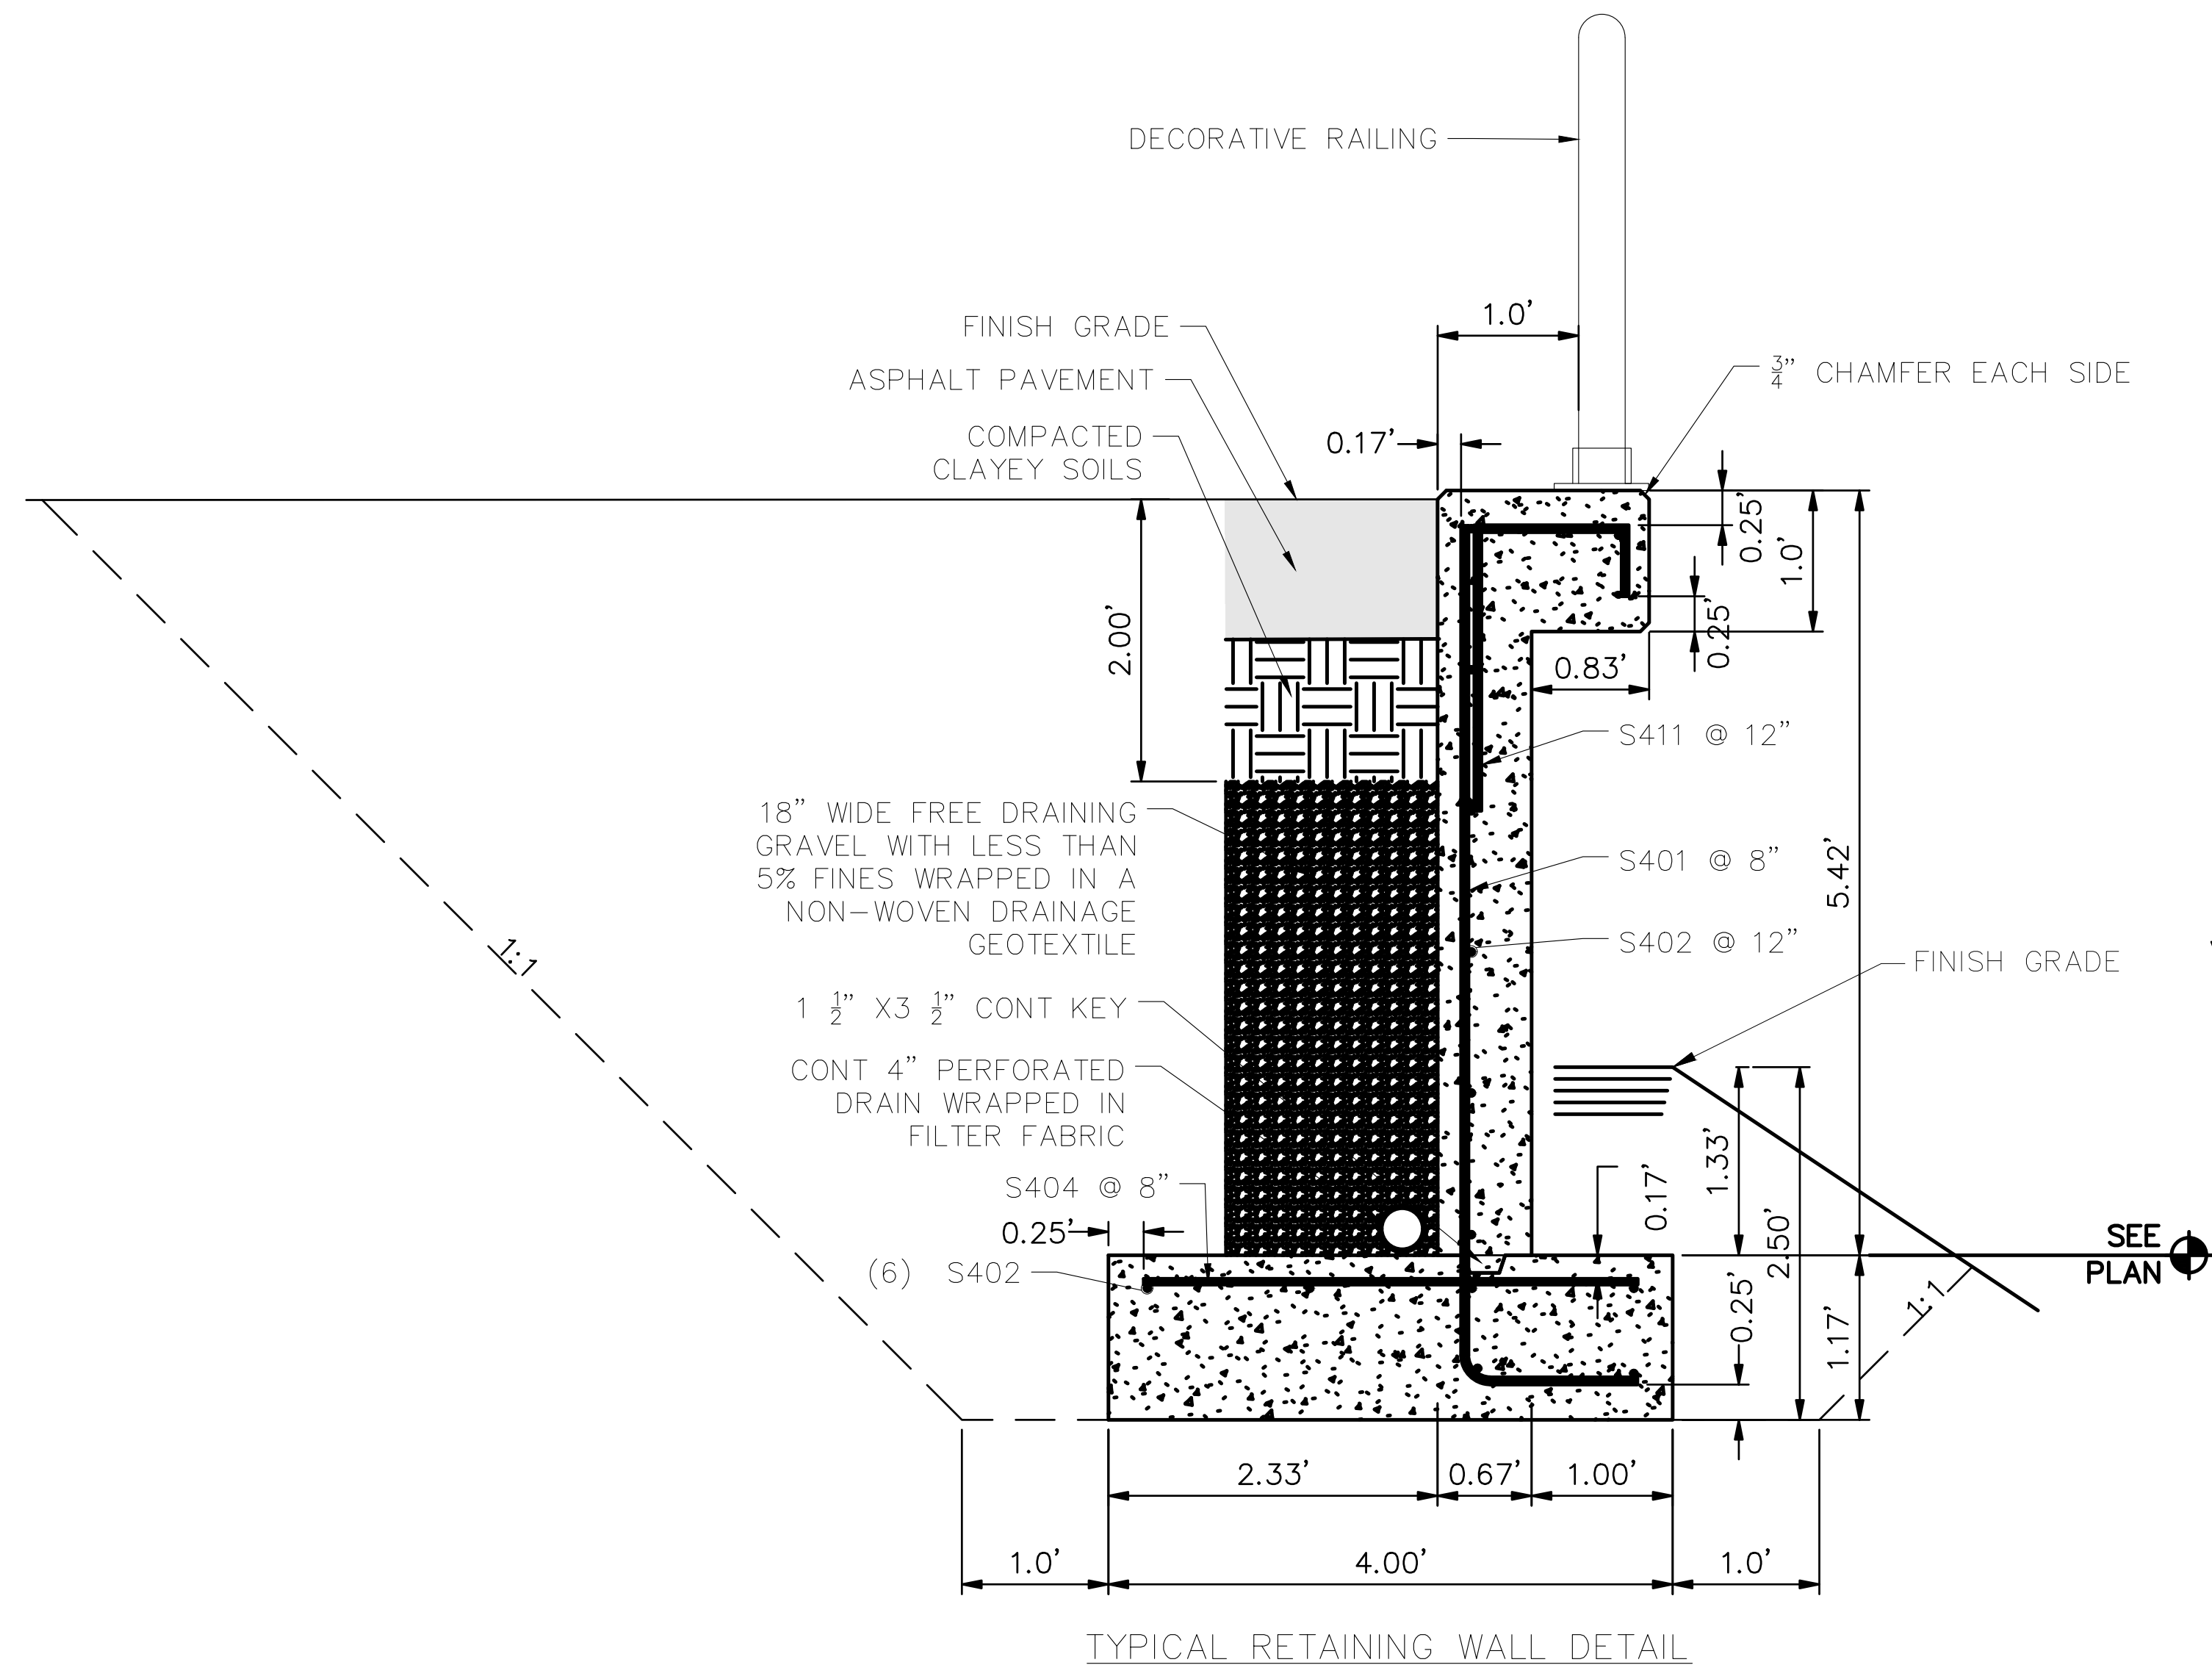 DECORATIVE RAILING
1.0'
FINISH GRADE
ASPHALT PAVEMENT
3/4" CHAMFER EACH SIDE
COMPACTED
CLAYEY SOILS
0.17'
0.25'
1.0'
0.25'
2.00'
0.83'
S411 @ 12"
18" WIDE FREE DRAINING
GRAVEL WITH LESS THAN
5% FINES WRAPPED IN A
NON-WOVEN DRAINAGE
GEOTEXTILE
S401 @ 8"
5.42'
S402 @ 12"
FINISH GRADE
1:1
1 1/2" X3 1/2" CONT KEY
CONT 4" PERFORATED
DRAIN WRAPPED IN
FILTER FABRIC
1.33'
0.17'
S404 @ 8"
0.25'
2.50'
SEE
PLAN
(6) S402
0.25'
1.17'
1:1
2.33'
0.67'
1.00'
1.0'
4.00'
1.0'
TYPICAL RETAINING WALL DETAIL